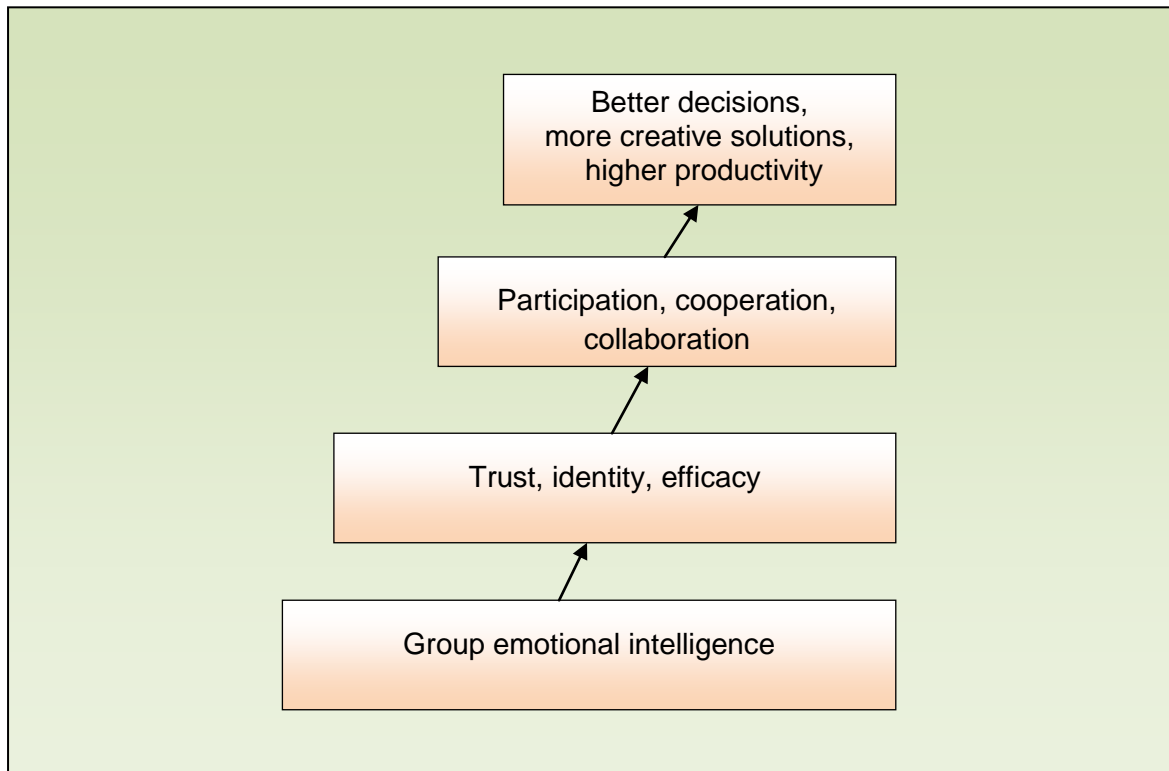 Better decisions,
more creative solutions,
higher productivity
Participation, cooperation,
collaboration
Trust, identity, efficacy
Group emotional intelligence